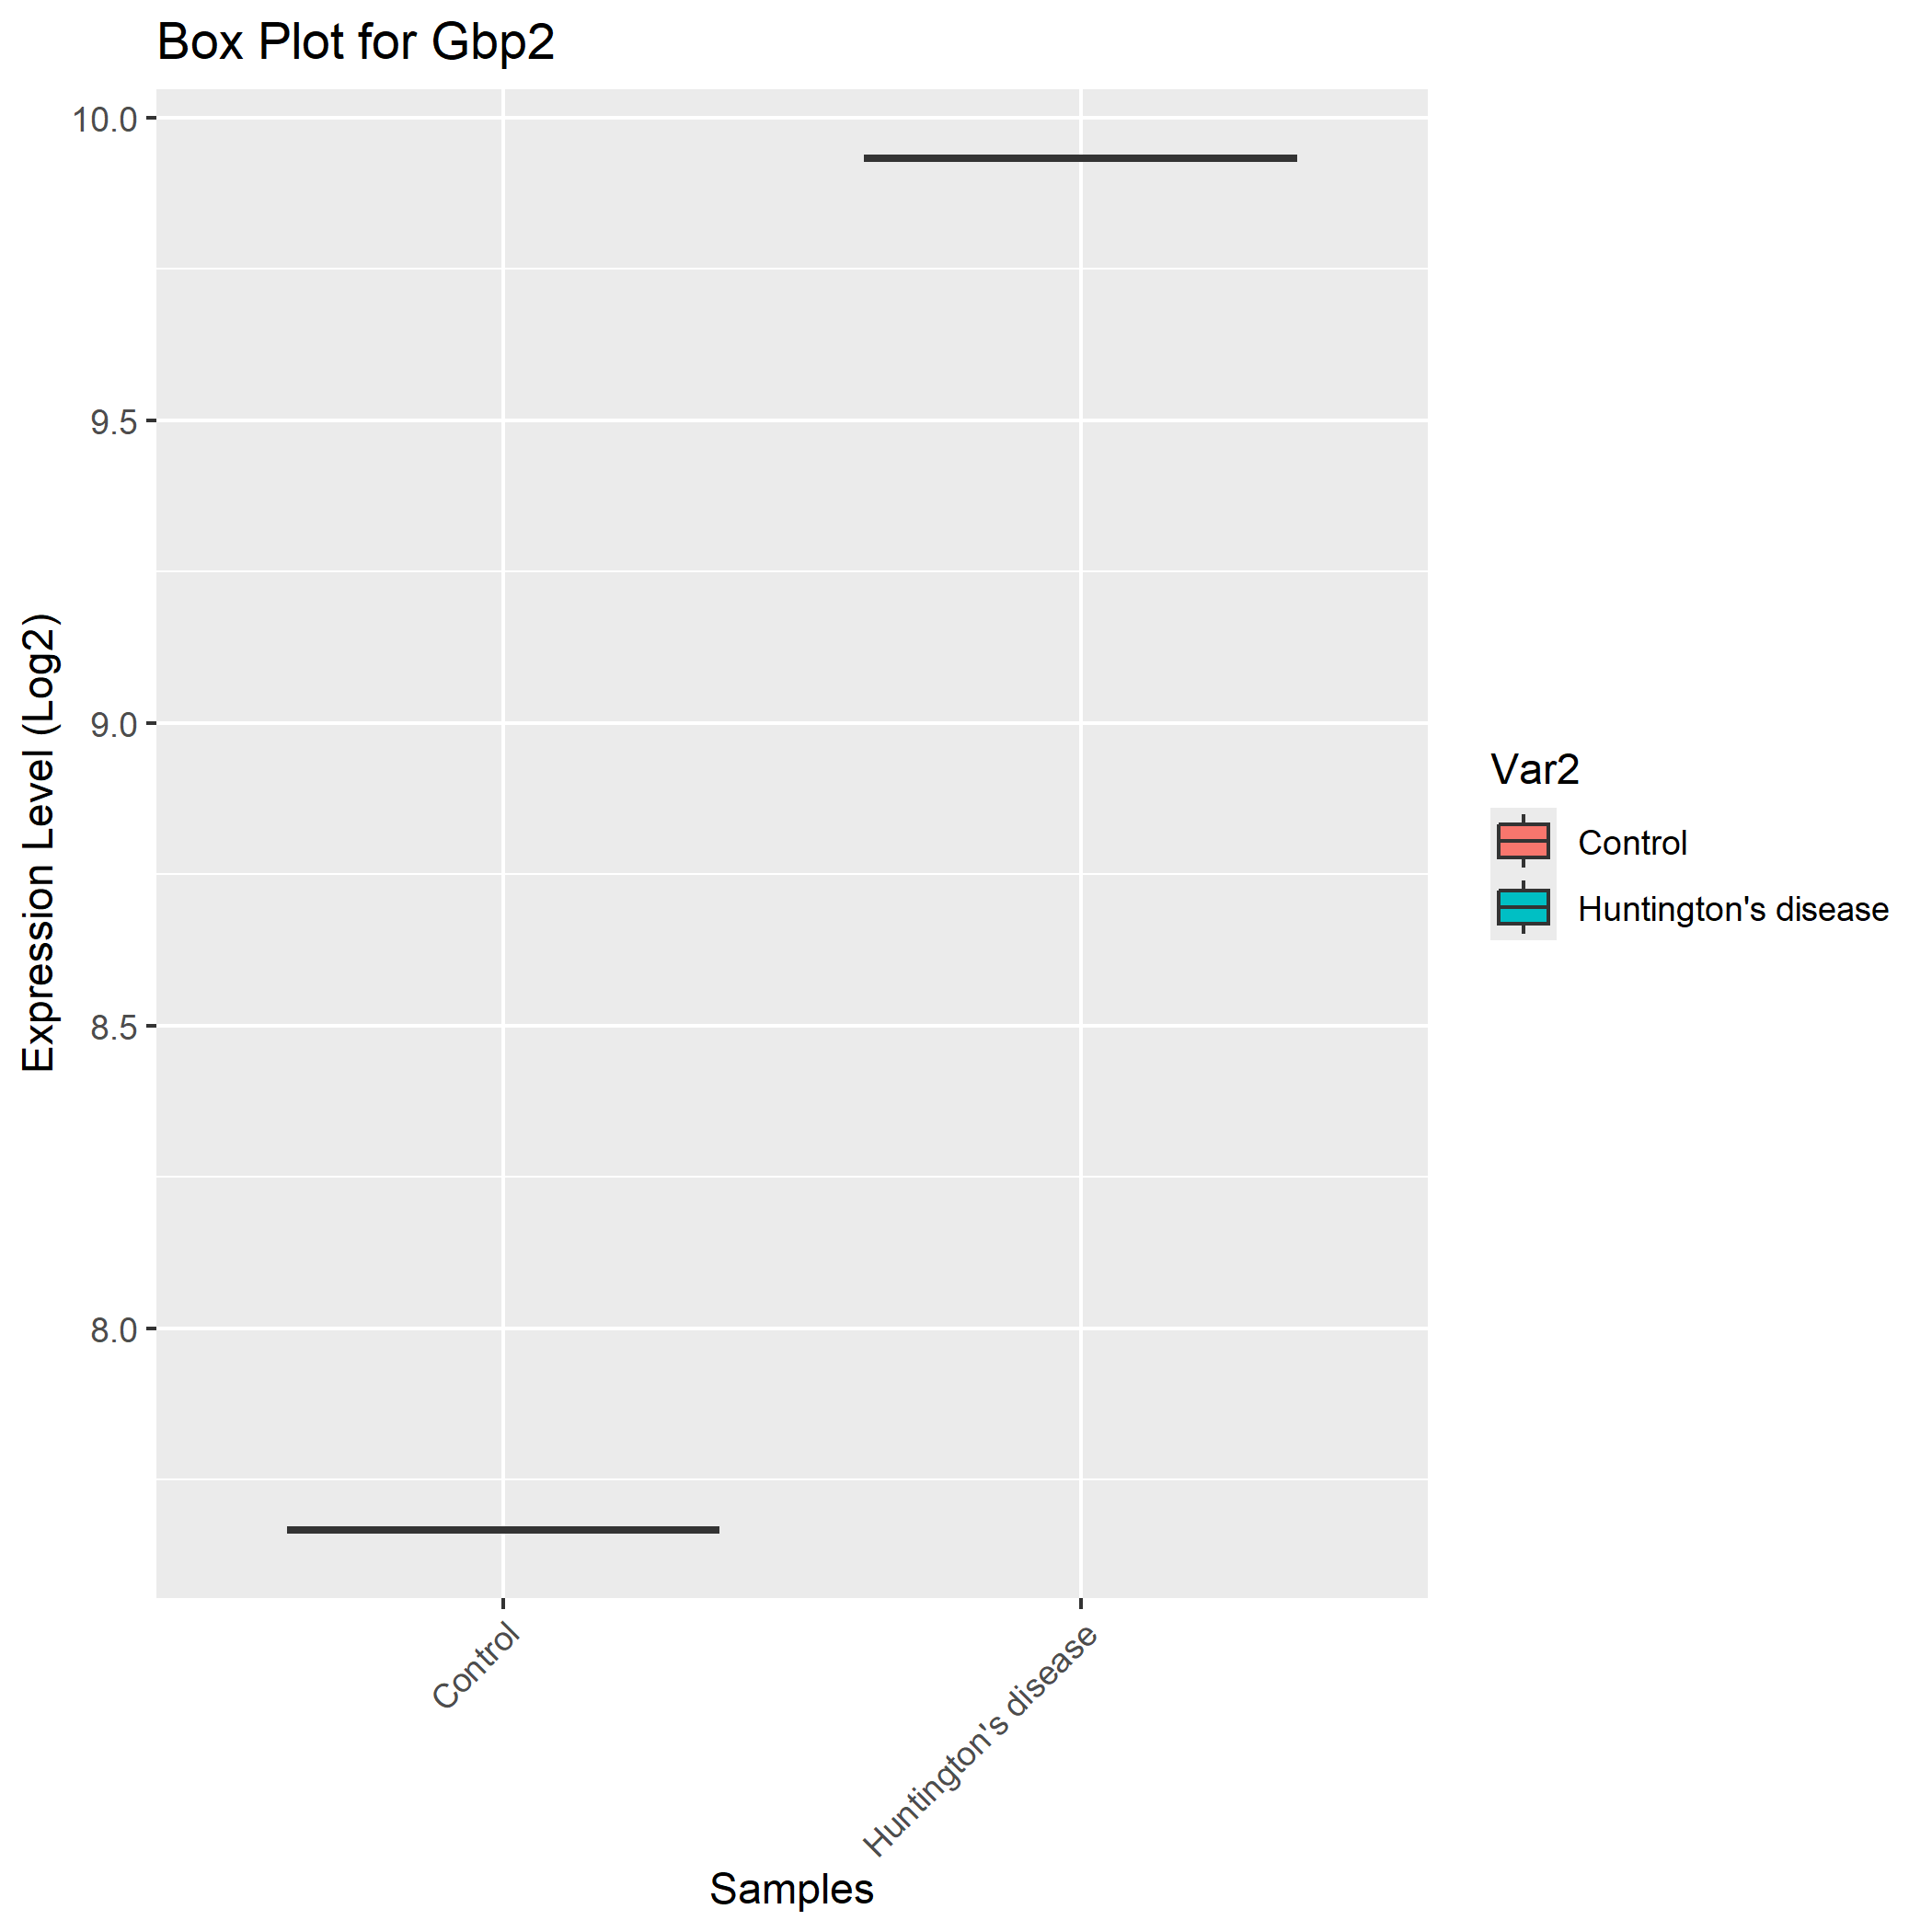 Box Plot for Gbp2
10.0
9.5
9.0
8.5
8.0
Expression Level (Log2)
Control
Huntington's disease
Samples
Var2
Control
Huntington's disease